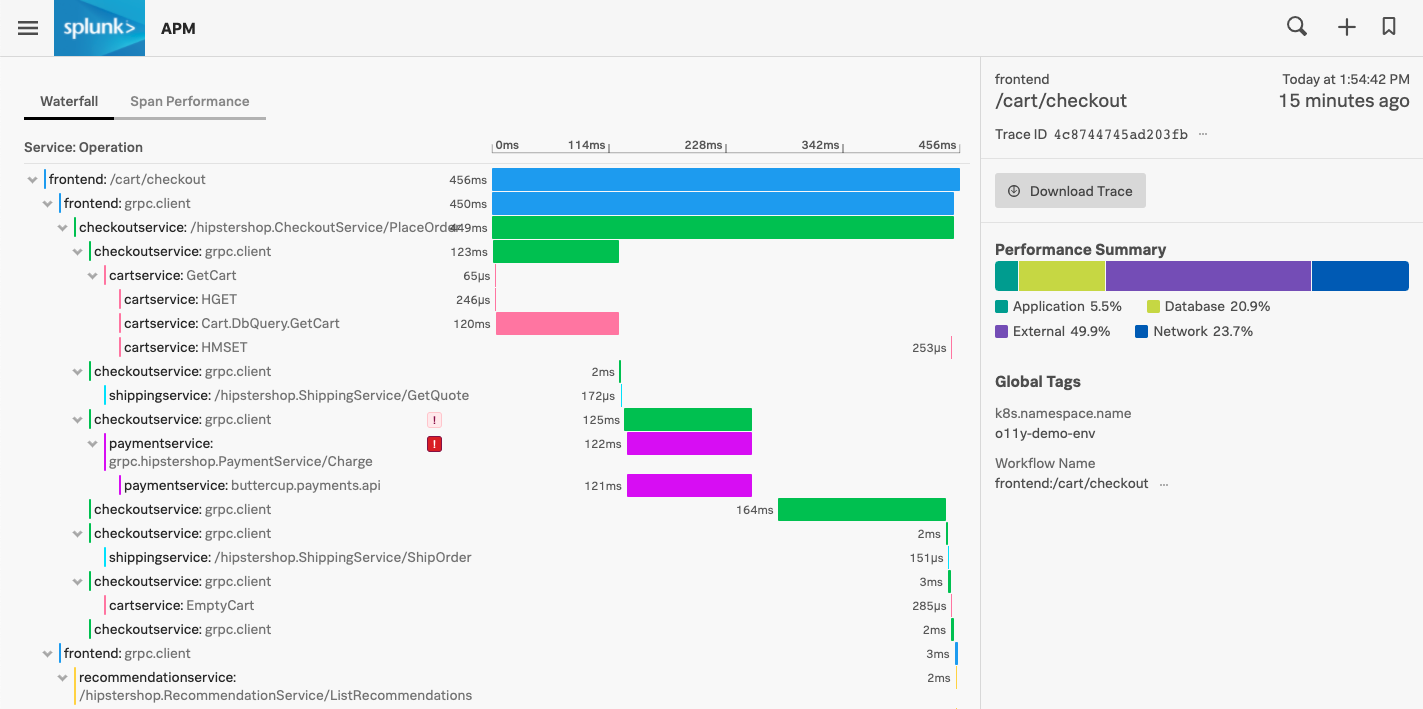 splunk> APM
Waterfall Span Performance
Service: Operation 0ms 114ms 228ms 342ms 456ms
frontend: /cart/checkout 456ms
frontend: grpc.client 450ms
checkoutservice: /hipstershop.CheckoutService/PlaceOrder 449ms
checkoutservice: grpc.client 123ms
cartservice: GetCart 65µs
cartservice: HGET 246µs
cartservice: Cart.DbQuery.GetCart 120ms
cartservice: HMSET 253µs
checkoutservice: grpc.client 2ms
shippingservice: /hipstershop.ShippingService/GetQuote 172µs
checkoutservice: grpc.client ! 125ms
paymentservice: ! 122ms
grpc.hipstershop.PaymentService/Charge
paymentservice: buttercup.payments.api 121ms
checkoutservice: grpc.client 164ms
checkoutservice: grpc.client 2ms
shippingservice: /hipstershop.ShippingService/ShipOrder 151µs
checkoutservice: grpc.client 3ms
cartservice: EmptyCart 285µs
checkoutservice: grpc.client 2ms
frontend: grpc.client 3ms
recommendationservice: 2ms
/hipstershop.RecommendationService/ListRecommendations
frontend Today at 1:54:42 PM
/cart/checkout 15 minutes ago
Trace ID 4c8744745ad203fb ...
Download Trace
Performance Summary
Application 5.5% Database 20.9%
External 49.9% Network 23.7%
Global Tags
k8s.namespace.name
o11y-demo-env
Workflow Name
frontend:/cart/checkout ...